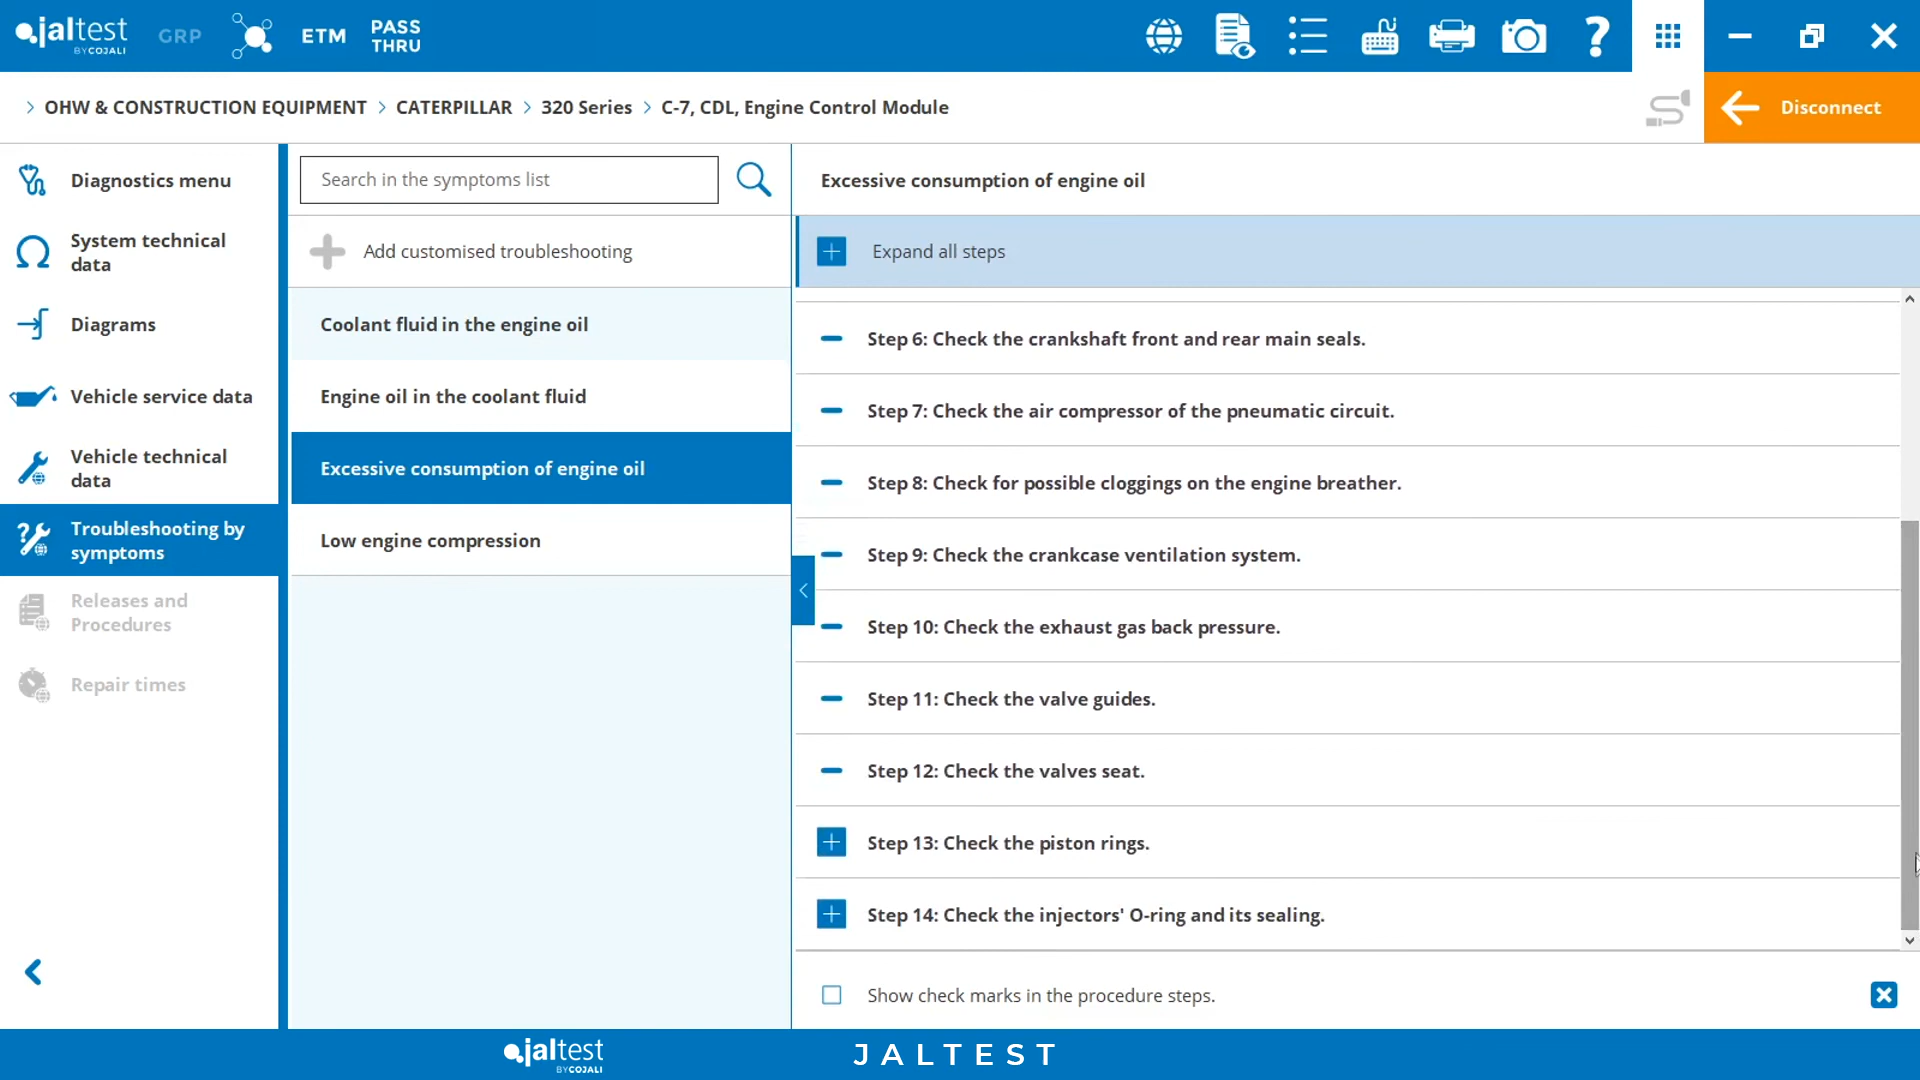 jaltest
BY COJALI
GRP
ETM
PASS
THRU
?
> OHW & CONSTRUCTION EQUIPMENT > CATERPILLAR > 320 Series > C-7, CDL, Engine Control Module
Disconnect
Diagnostics menu
System technical
data
Diagrams
Vehicle service data
Vehicle technical
data
Troubleshooting by
symptoms
Releases and
Procedures
Repair times
Search in the symptoms list
Add customised troubleshooting
Coolant fluid in the engine oil
Engine oil in the coolant fluid
Excessive consumption of engine oil
Low engine compression
Excessive consumption of engine oil
Expand all steps
Step 6: Check the crankshaft front and rear main seals.
Step 7: Check the air compressor of the pneumatic circuit.
Step 8: Check for possible cloggings on the engine breather.
Step 9: Check the crankcase ventilation system.
Step 10: Check the exhaust gas back pressure.
Step 11: Check the valve guides.
Step 12: Check the valves seat.
Step 13: Check the piston rings.
Step 14: Check the injectors' O-ring and its sealing.
Show check marks in the procedure steps.
jaltest
BY COJALI
JALTEST